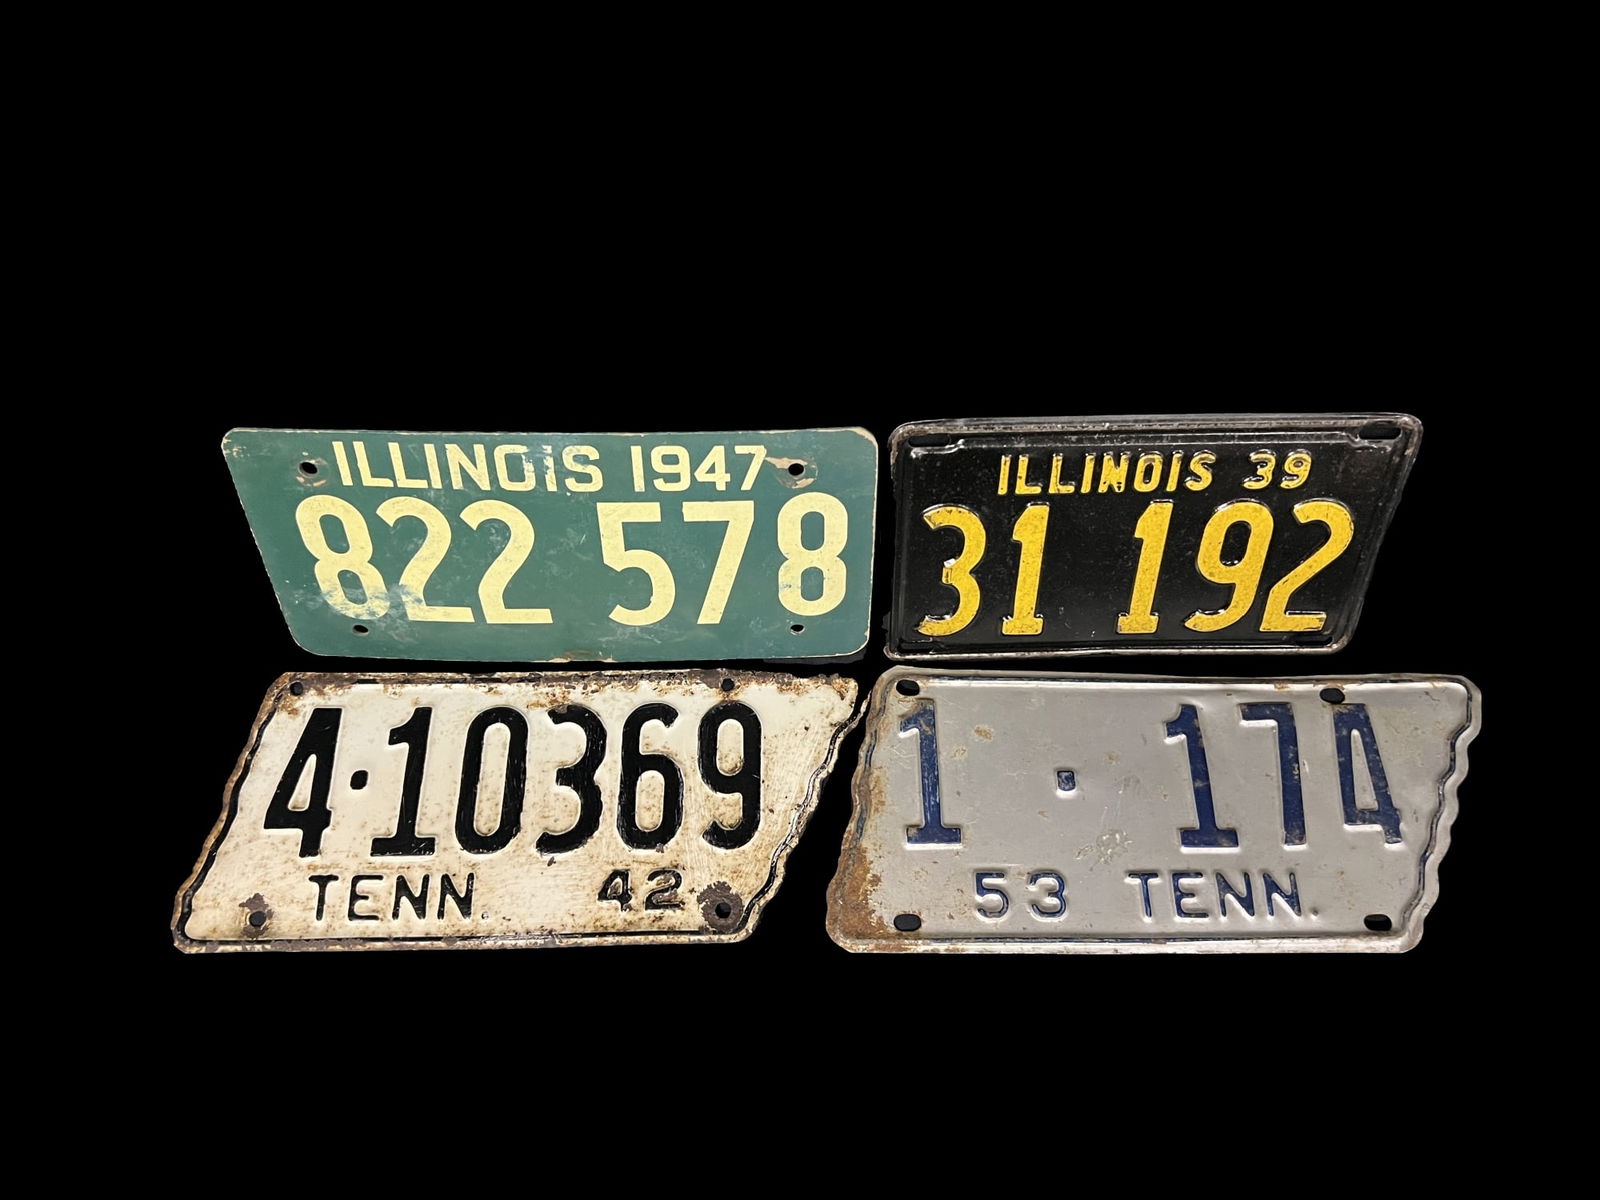 ILLINOIS 1947
822 578
ILLINOIS 39
31 192
4·10369
TENN. 42
1 · 174
53 TENN.